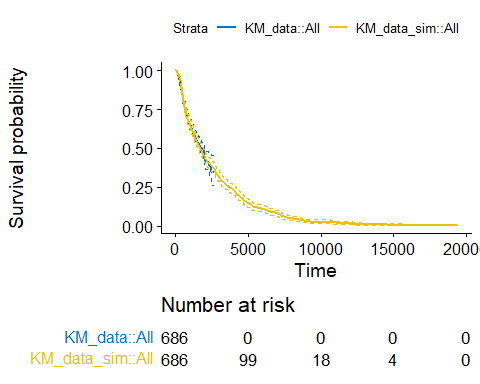 Strata KM_data::All KM_data_sim::All
Survival probability
1.00
0.75
0.50
0.25
0.00
0 5000 10000 15000 2000
Time
Number at risk
KM_data::All 686 0 0 0 0
KM_data_sim::All 686 99 18 4 0